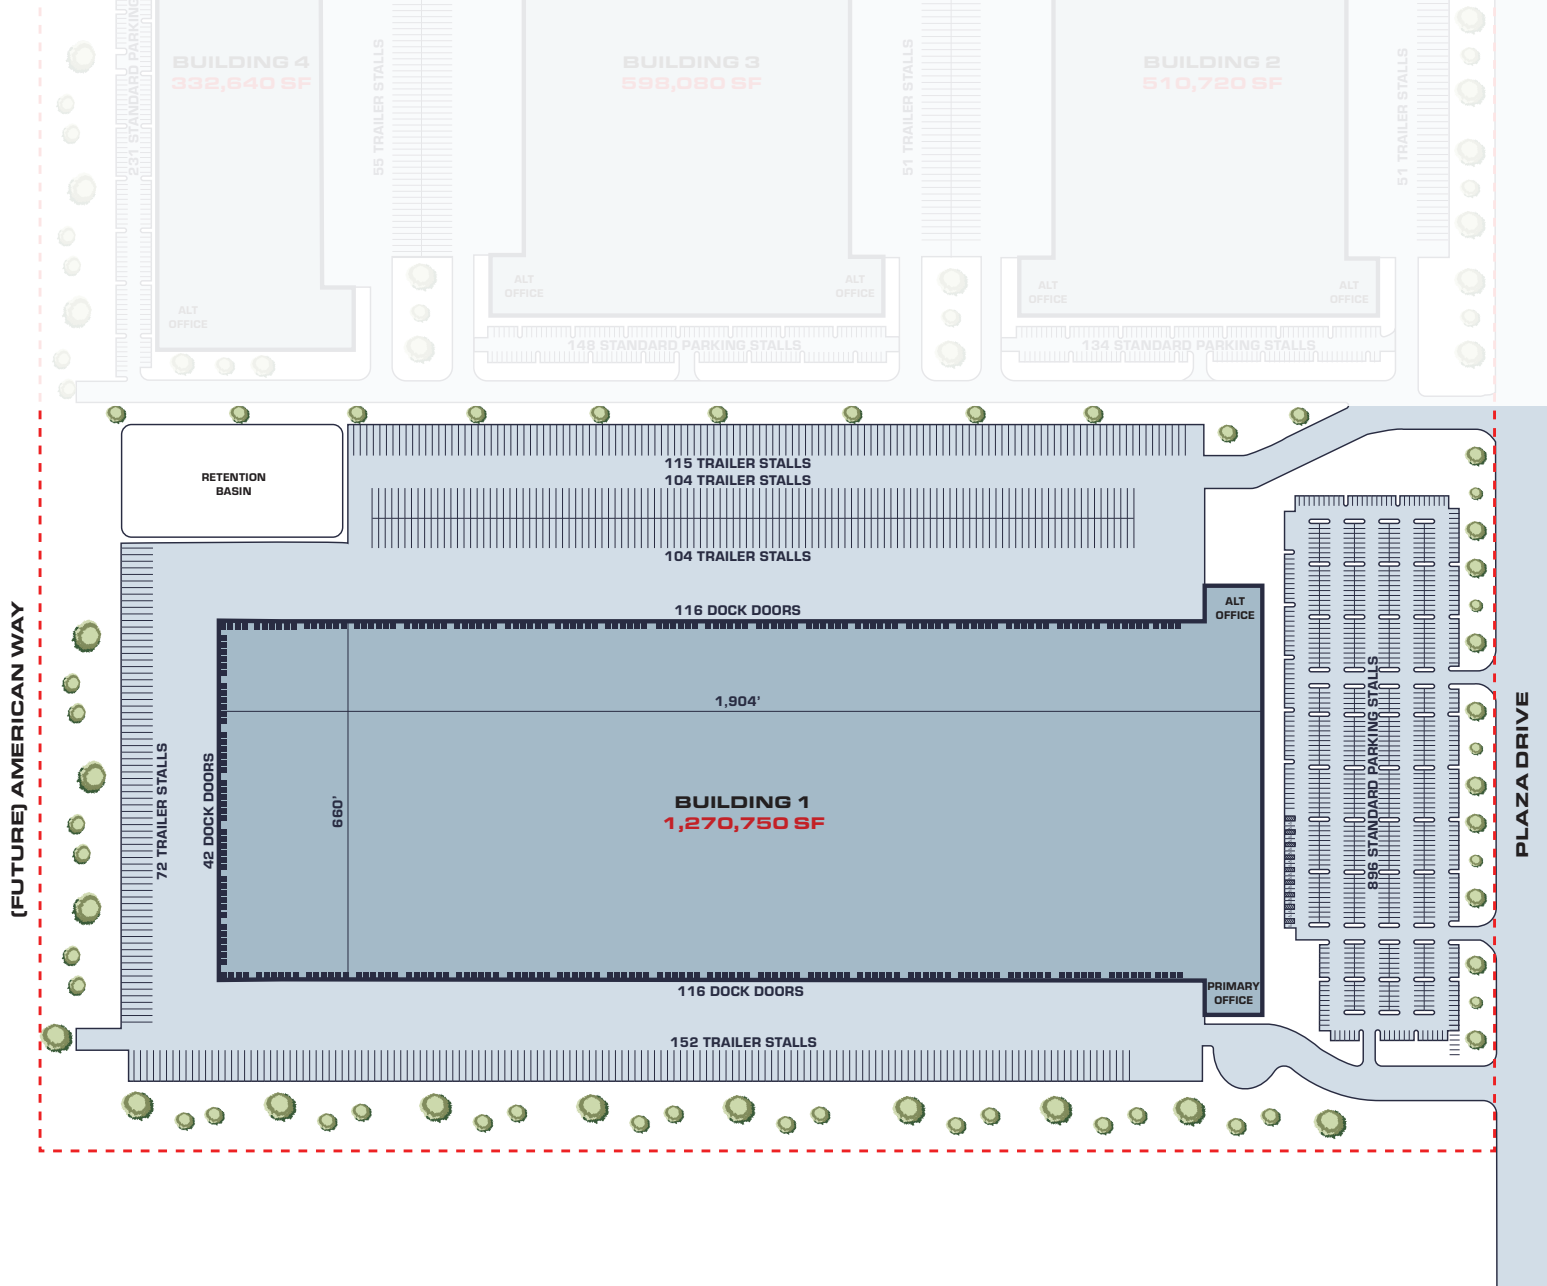 231 STANDARD PARKING
BUILDING 4
332,640 SF
55 TRAILER STALLS
BUILDING 3
598,080 SF
51 TRAILER STALLS
BUILDING 2
510,720 SF
51 TRAILER STALLS
ALT
OFFICE
ALT
OFFICE
ALT
OFFICE
ALT
OFFICE
ALT
OFFICE
148 STANDARD PARKING STALLS
134 STANDARD PARKING STALLS
RETENTION
BASIN
115 TRAILER STALLS
104 TRAILER STALLS
104 TRAILER STALLS
116 DOCK DOORS
ALT
OFFICE
(FUTURE) AMERICAN WAY
72 TRAILER STALLS
42 DOCK DOORS
660'
1,904'
BUILDING 1
1,270,750 SF
896 STANDARD PARKING STALLS
PLAZA DRIVE
PRIMARY
OFFICE
116 DOCK DOORS
152 TRAILER STALLS